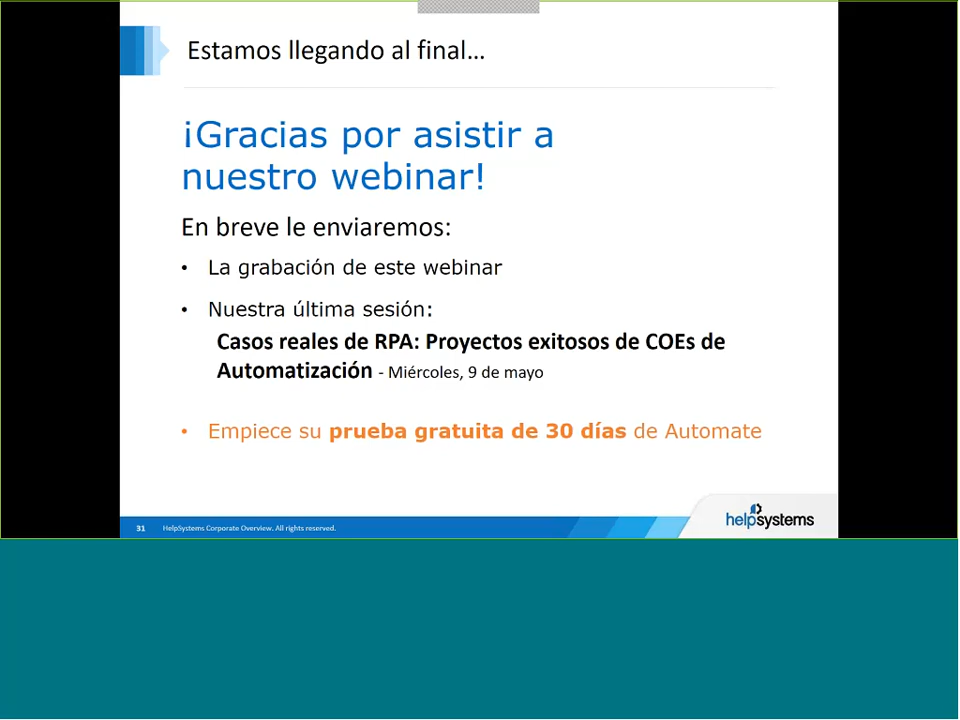 Estamos llegando al final...
¡Gracias por asistir a
nuestro webinar!
En breve le enviaremos:
• La grabación de este webinar
• Nuestra última sesión:
Casos reales de RPA: Proyectos exitosos de COEs de
Automatización - Miércoles, 9 de mayo
• Empiece su prueba gratuita de 30 días de Automate
31 HelpSystems Corporate Overview. All rights reserved.
helpsystems